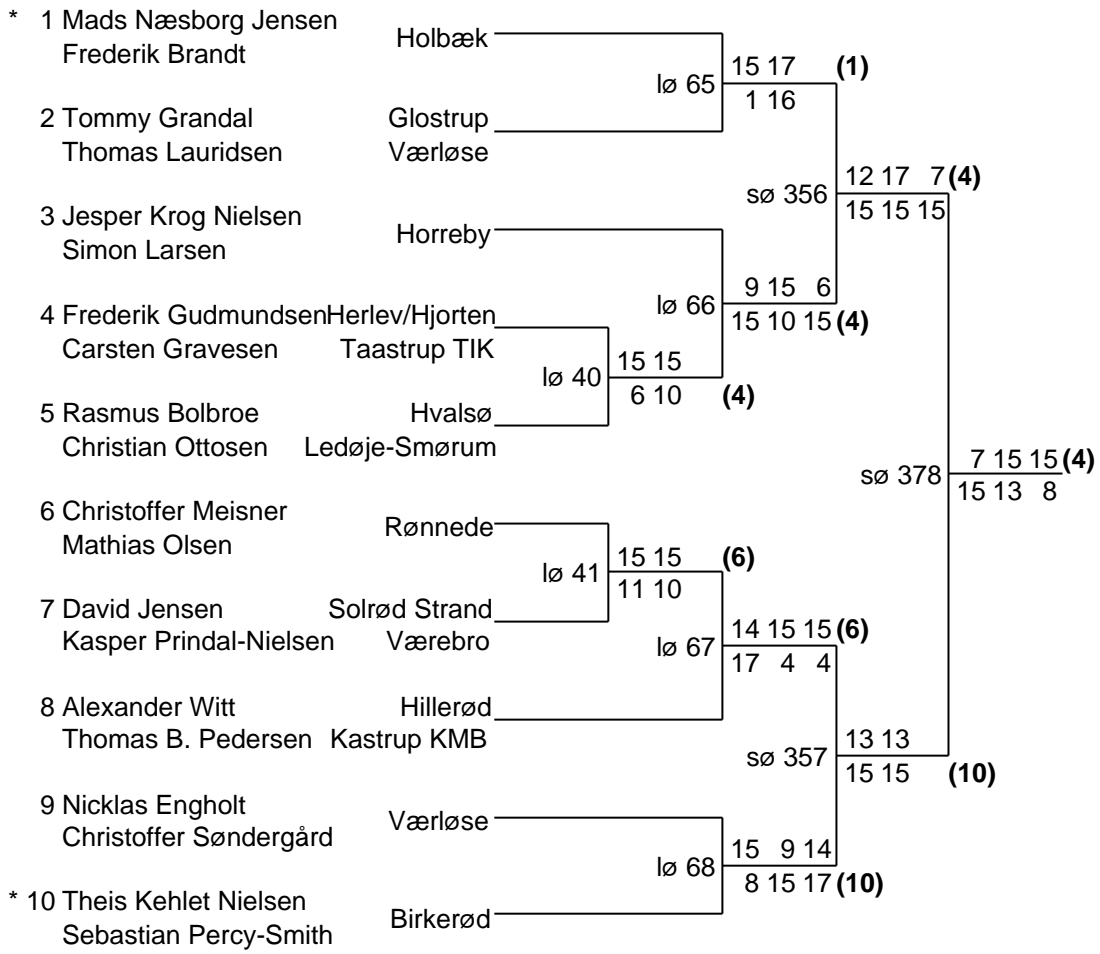 * 1 Mads Næsborg Jensen Holbæk
Frederik Brandt
lø 65 15 17 (1)
1 16
2 Tommy Grandal Glostrup
Thomas Lauridsen Værløse
sø 356 12 17 7 (4)
15 15 15
3 Jesper Krog Nielsen Horreby
Simon Larsen
lø 66 9 15 6
15 10 15 (4)
4 Frederik Gudmundsen Herlev/Hjorten
Carsten Gravesen Taastrup TIK
lø 40 15 15
6 10 (4)
5 Rasmus Bolbroe Hvalsø
Christian Ottosen Ledøje-Smørum
sø 378 7 15 15 (4)
15 13 8
6 Christoffer Meisner Rønnede
Mathias Olsen
lø 41 15 15 (6)
11 10
7 David Jensen Solrød Strand
Kasper Prindal-Nielsen Værebro
lø 67 14 15 15 (6)
17 4 4
8 Alexander Witt Hillerød
Thomas B. Pedersen Kastrup KMB
sø 357 13 13
15 15 (10)
9 Nicklas Engholt Værløse
Christoffer Søndergård
lø 68 15 9 14
8 15 17 (10)
* 10 Theis Kehlet Nielsen Birkerød
Sebastian Percy-Smith